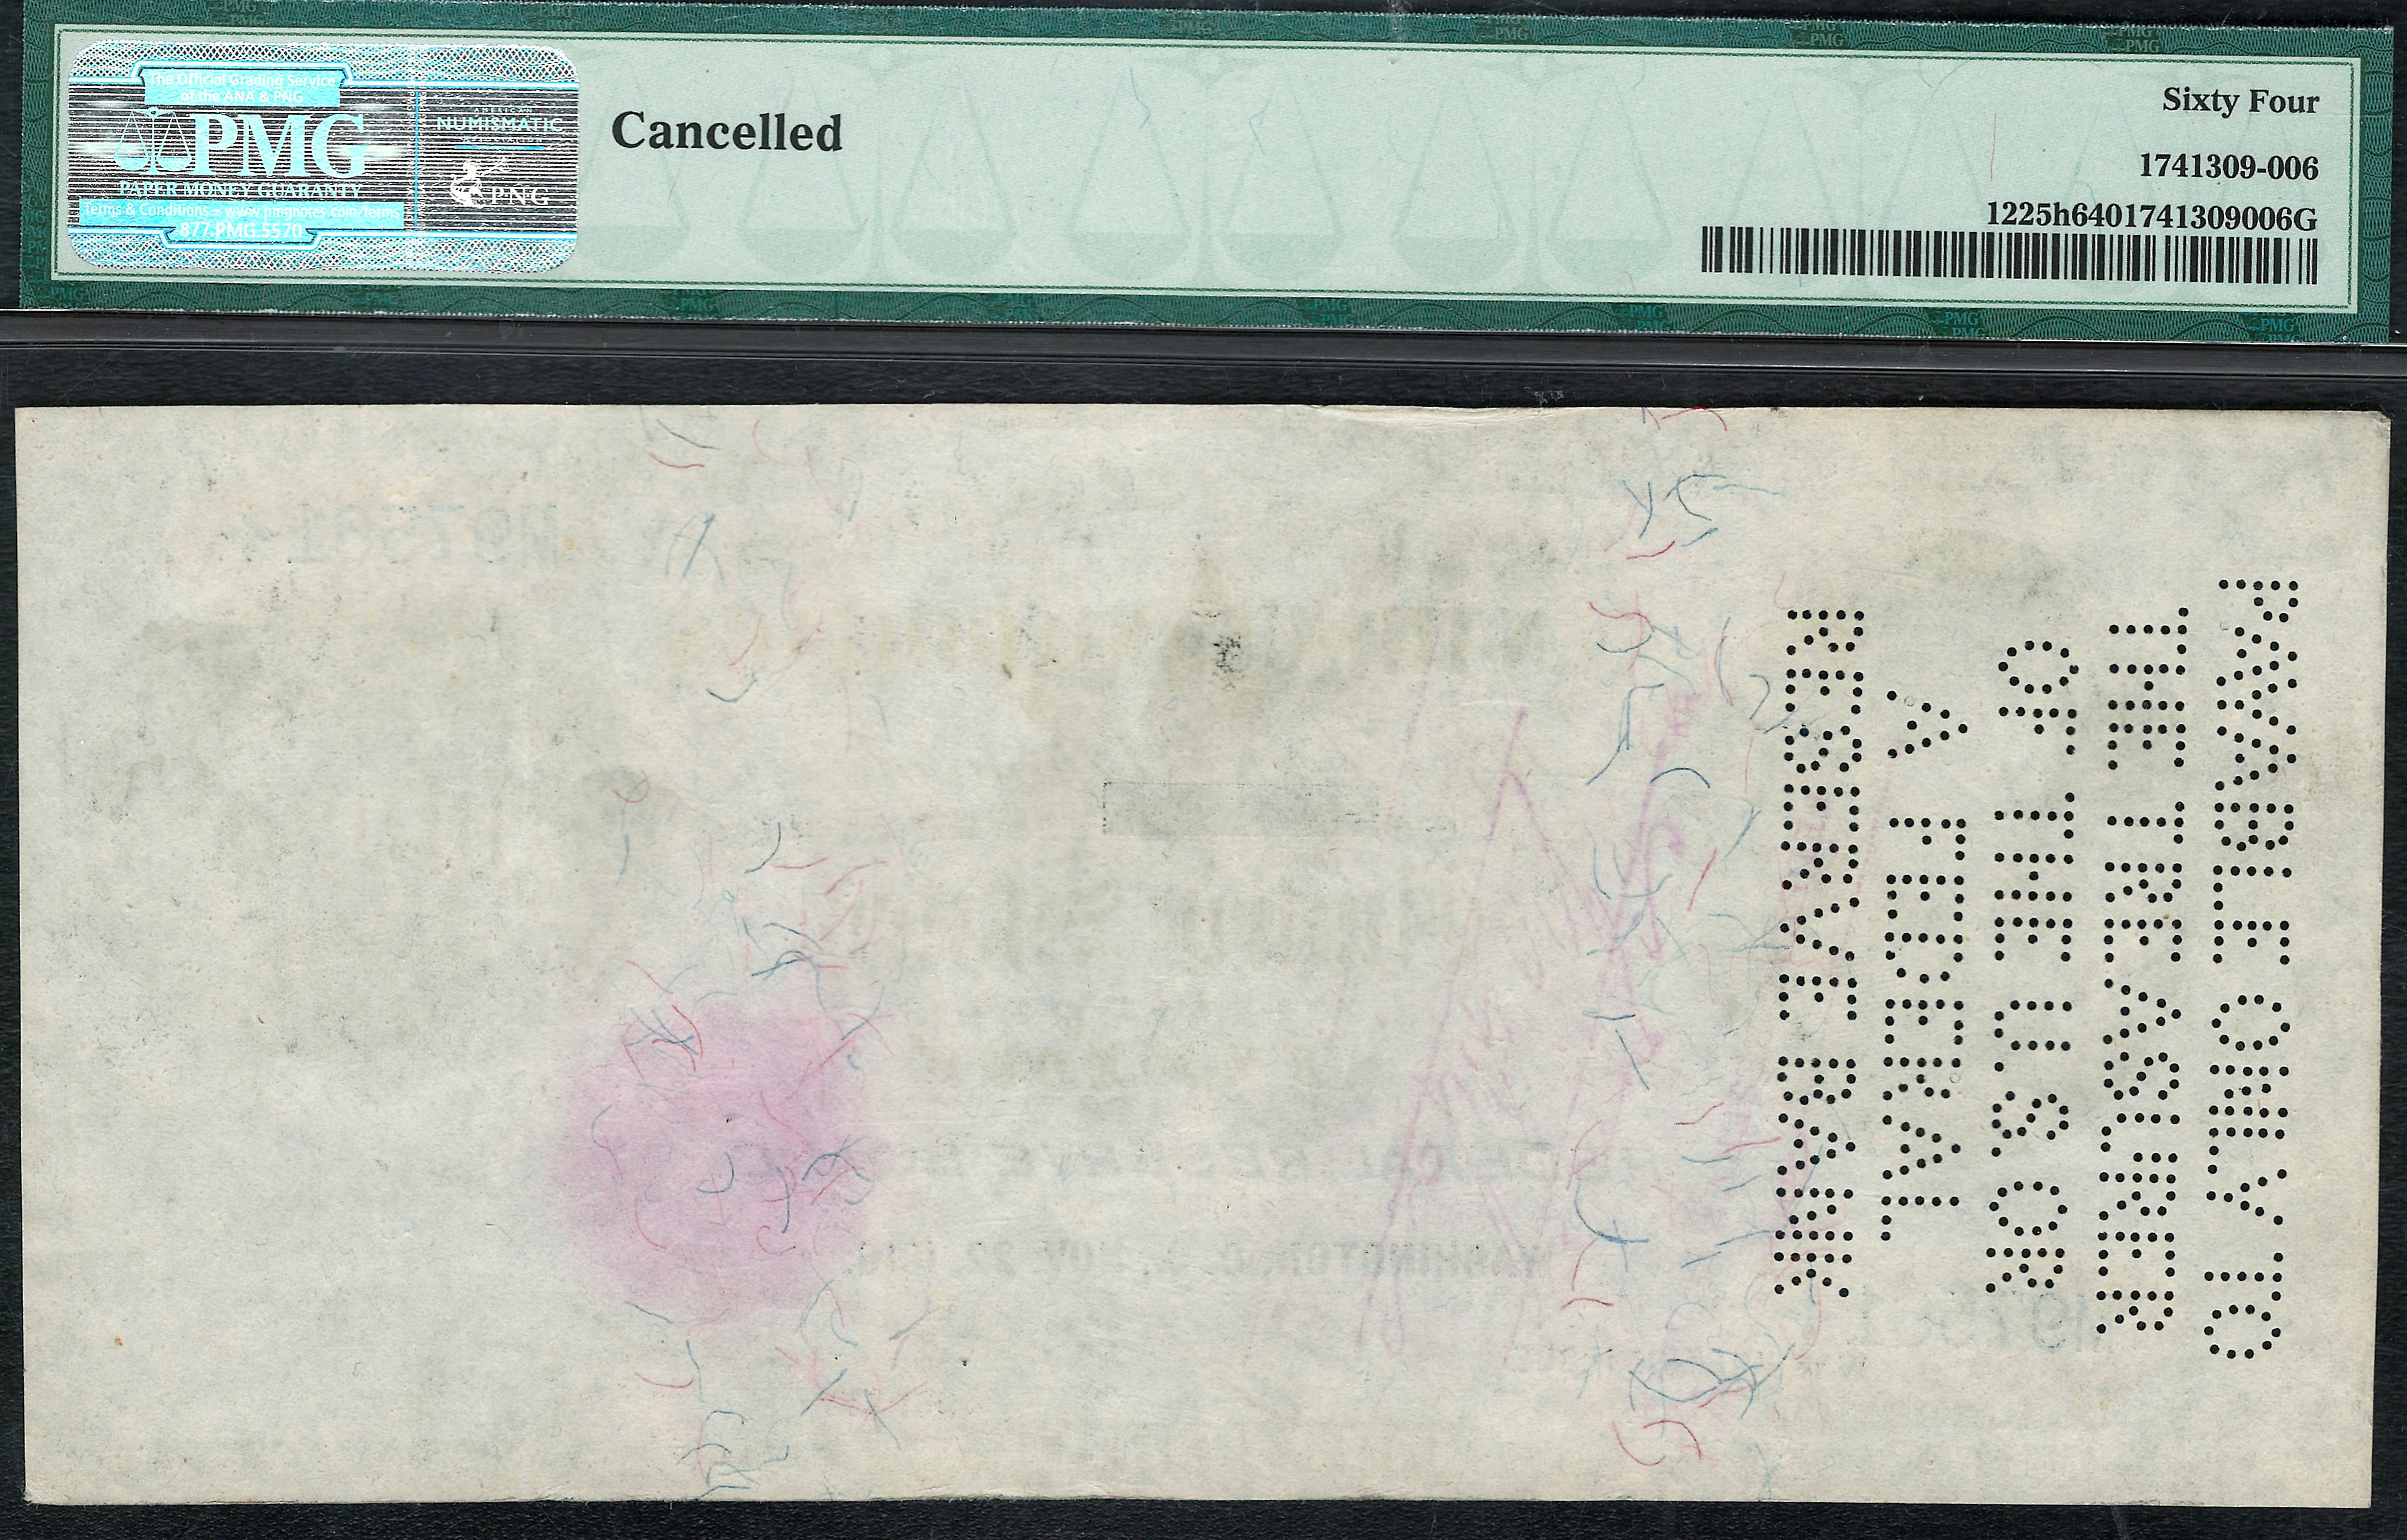 The Official Grading Service
of the ANA & PNG
PMG
PAPER MONEY GUARANTY
Terms & Conditions - www.pmgnotes.com/terms
877.PMG.5570
AMERICAN
NUMISMATIC
PNG
Cancelled
Sixty Four
1741309-006
1225h6401741309006G
PAYABLE ONLY TO
THE TREASURER
OF THE U.S. OR
A FEDERAL
RESERVE BANK